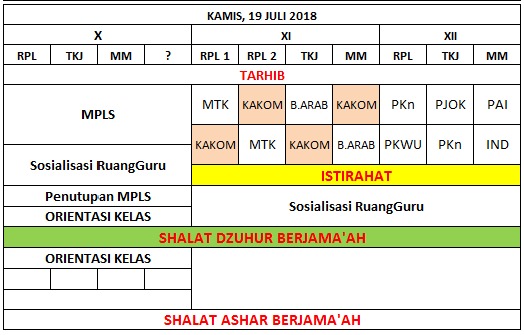 KAMIS, 19 JULI 2018
X XI XII
RPL TKJ MM ? RPL 1 RPL 2 TKJ MM RPL TKJ MM
TARHIB
MPLS
MTK KAKOM B.ARAB KAKOM PKn PJOK PAI
KAKOM MTK KAKOM B.ARAB PKWU PKn IND
Sosialisasi RuangGuru
ISTIRAHAT
Penutupan MPLS
Sosialisasi RuangGuru
ORIENTASI KELAS
SHALAT DZUHUR BERJAMA'AH
ORIENTASI KELAS
SHALAT ASHAR BERJAMA'AH